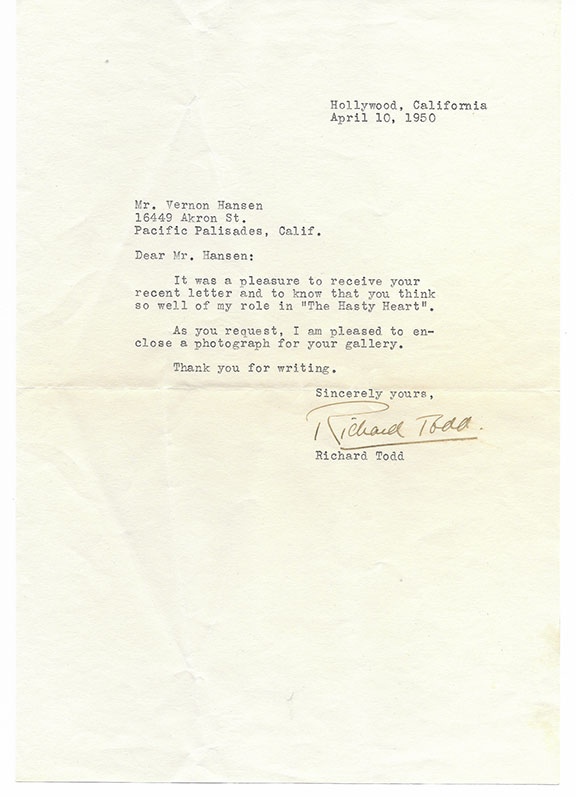 Hollywood, California
April 10, 1950
Mr. Vernon Hansen
16449 Akron St.
Pacific Palisades, Calif.
Dear Mr. Hansen:
It was a pleasure to receive your
recent letter and to know that you think
so well of my role in "The Hasty Heart".
As you request, I am pleased to en-
close a photograph for your gallery.
Thank you for writing.
Sincerely yours,
Richard Todd.
Richard Todd